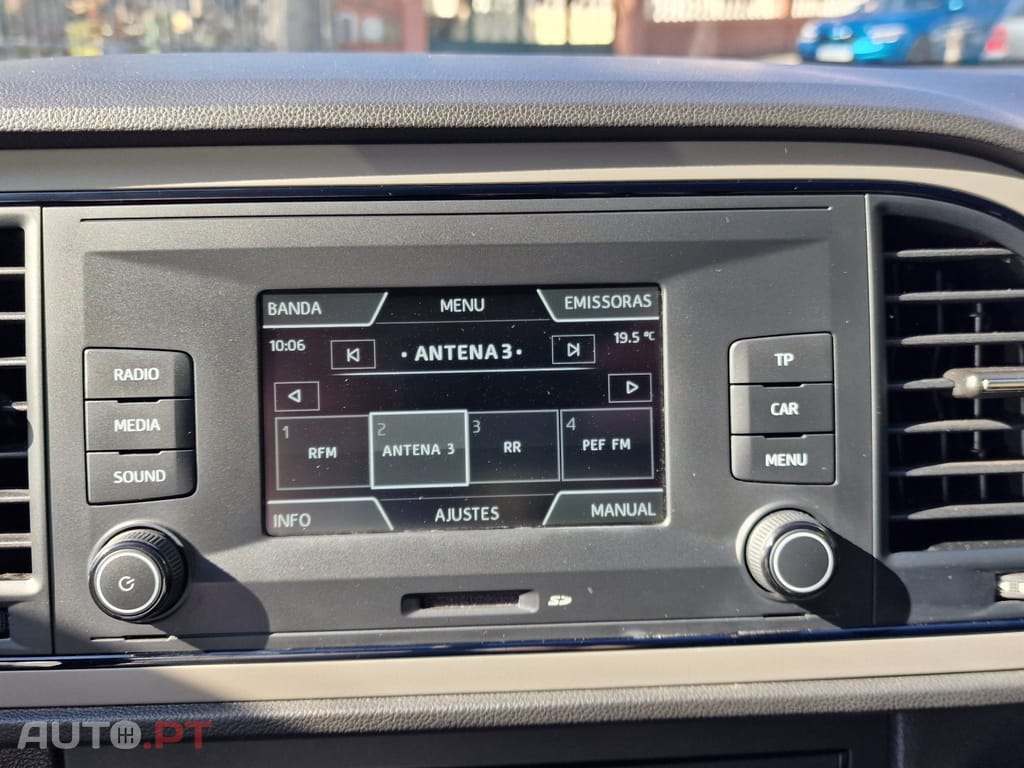 BANDA MENU EMISSORAS
10:06 • ANTENA 3 • 19.5 °C
1 RFM 2 ANTENA 3 3 RR 4 PEF FM
INFO AJUSTES MANUAL
RADIO
MEDIA
SOUND
TP
CAR
MENU
SD
AUTO.PT